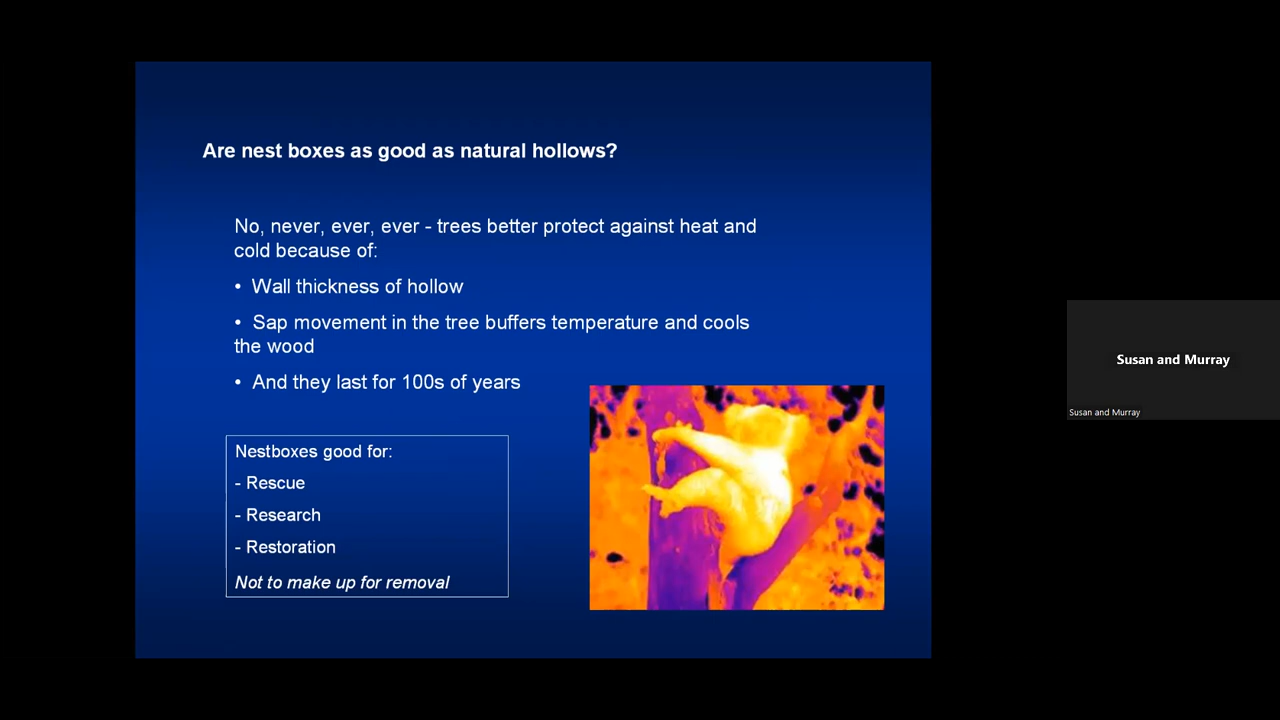 Are nest boxes as good as natural hollows?
No, never, ever, ever - trees better protect against heat and
cold because of:
• Wall thickness of hollow
• Sap movement in the tree buffers temperature and cools
the wood
• And they last for 100s of years
Nestboxes good for:
- Rescue
- Research
- Restoration
Not to make up for removal
Susan and Murray
Susan and Murray